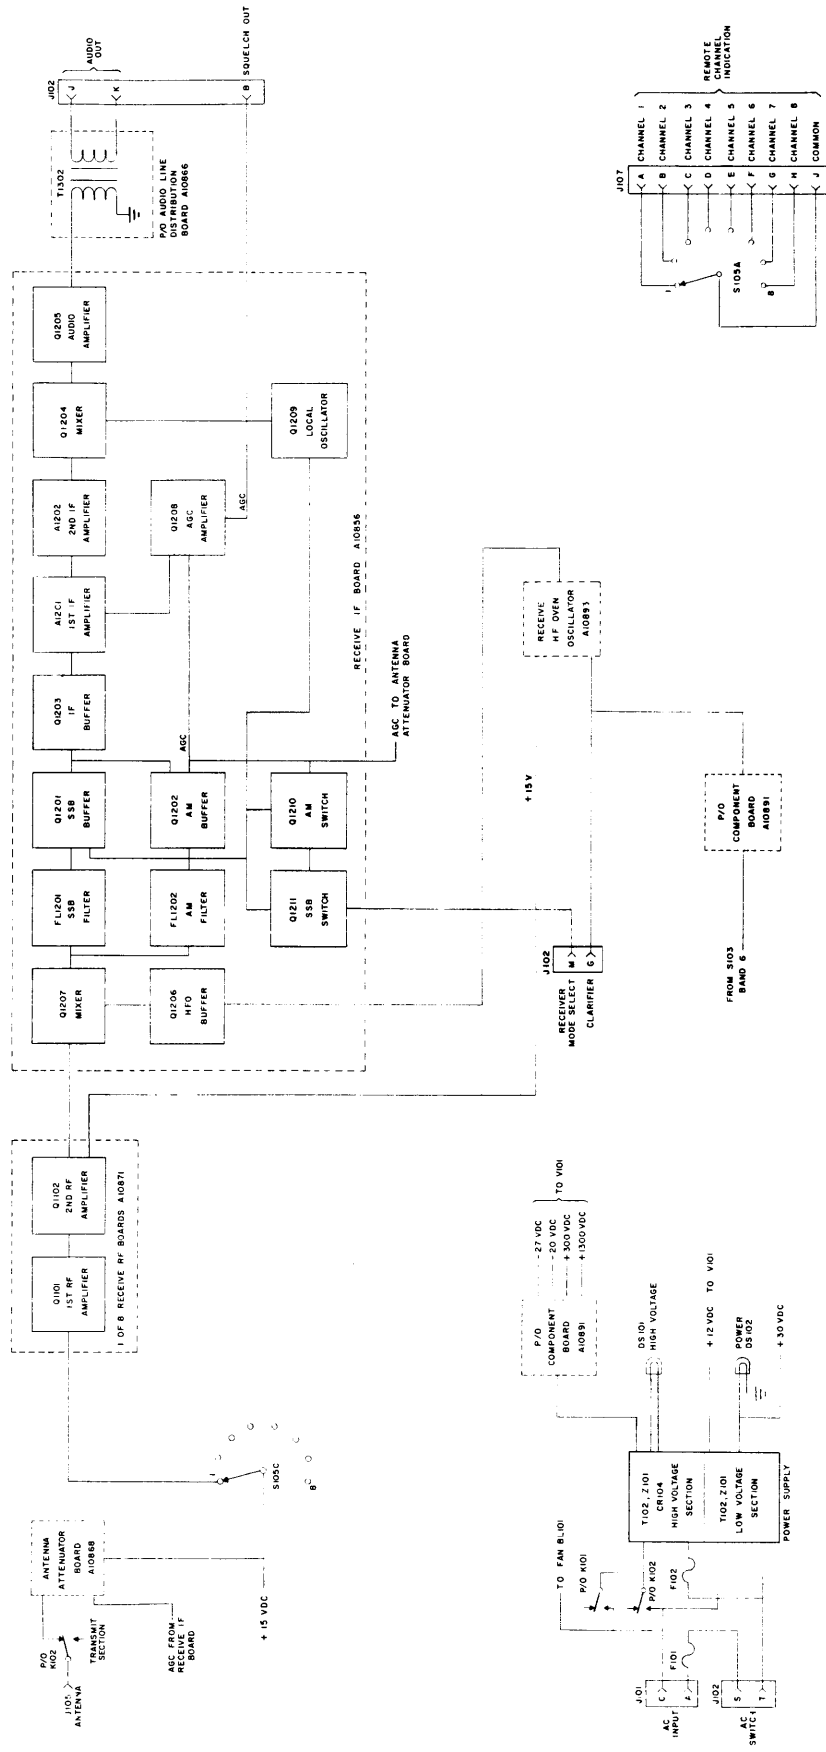 J103
ANTENNA
P/O
K102
TRANSMIT
SECTION
ANTENNA
ATTENUATOR
BOARD
A10868
AGC FROM
RECEIVE IF
BOARD
+ 15 VDC
1
S105C
8
Q1101
1ST RF
AMPLIFIER
Q1102
2ND RF
AMPLIFIER
1 OF 8 RECEIVE RF BOARDS A10871
Q1207
MIXER
FL1201
SSB
FILTER
Q1201
SSB
BUFFER
Q1203
IF
BUFFER
A1201
1ST IF
AMPLIFIER
A1202
2ND IF
AMPLIFIER
Q1204
MIXER
Q1205
AUDIO
AMPLIFIER
Q1206
HFO
BUFFER
FL1202
AM
FILTER
Q1202
AM
BUFFER
AGC
Q1208
AGC
AMPLIFIER
AGC
Q1211
SSB
SWITCH
Q1210
AM
SWITCH
Q1209
LOCAL
OSCILLATOR
RECEIVE IF BOARD A10856
AGC TO ANTENNA
ATTENUATOR BOARD
T1302
P/O AUDIO LINE
DISTRIBUTION
BOARD A10866
J102
J
K
AUDIO
OUT
B
SQUELCH OUT
+15V
RECEIVE
HF OVEN
OSCILLATOR
A10893
J102
RECEIVER
MODE SELECT
M
CLARIFIER
G
FROM S103
BAND 6
P/O
COMPONENT
BOARD
A10891
J101
AC
INPUT
C
A
J102
AC
SWITCH
S
T
F101
TO FAN BL101
P/O K101
P/O K102
F102
T102, Z101
CR104
HIGH VOLTAGE
SECTION
T102, Z101
LOW VOLTAGE
SECTION
POWER SUPPLY
P/O
COMPONENT
BOARD
A10891
-27 VDC
-20 VDC
+300 VDC
+1300 VDC
TO V101
DS101
HIGH VOLTAGE
+12 VDC TO V101
POWER
DS102
+30 VDC
1
S105A
8
J107
A CHANNEL 1
B CHANNEL 2
C CHANNEL 3
D CHANNEL 4
E CHANNEL 5
F CHANNEL 6
G CHANNEL 7
H CHANNEL 8
J COMMON
REMOTE
CHANNEL
INDICATION